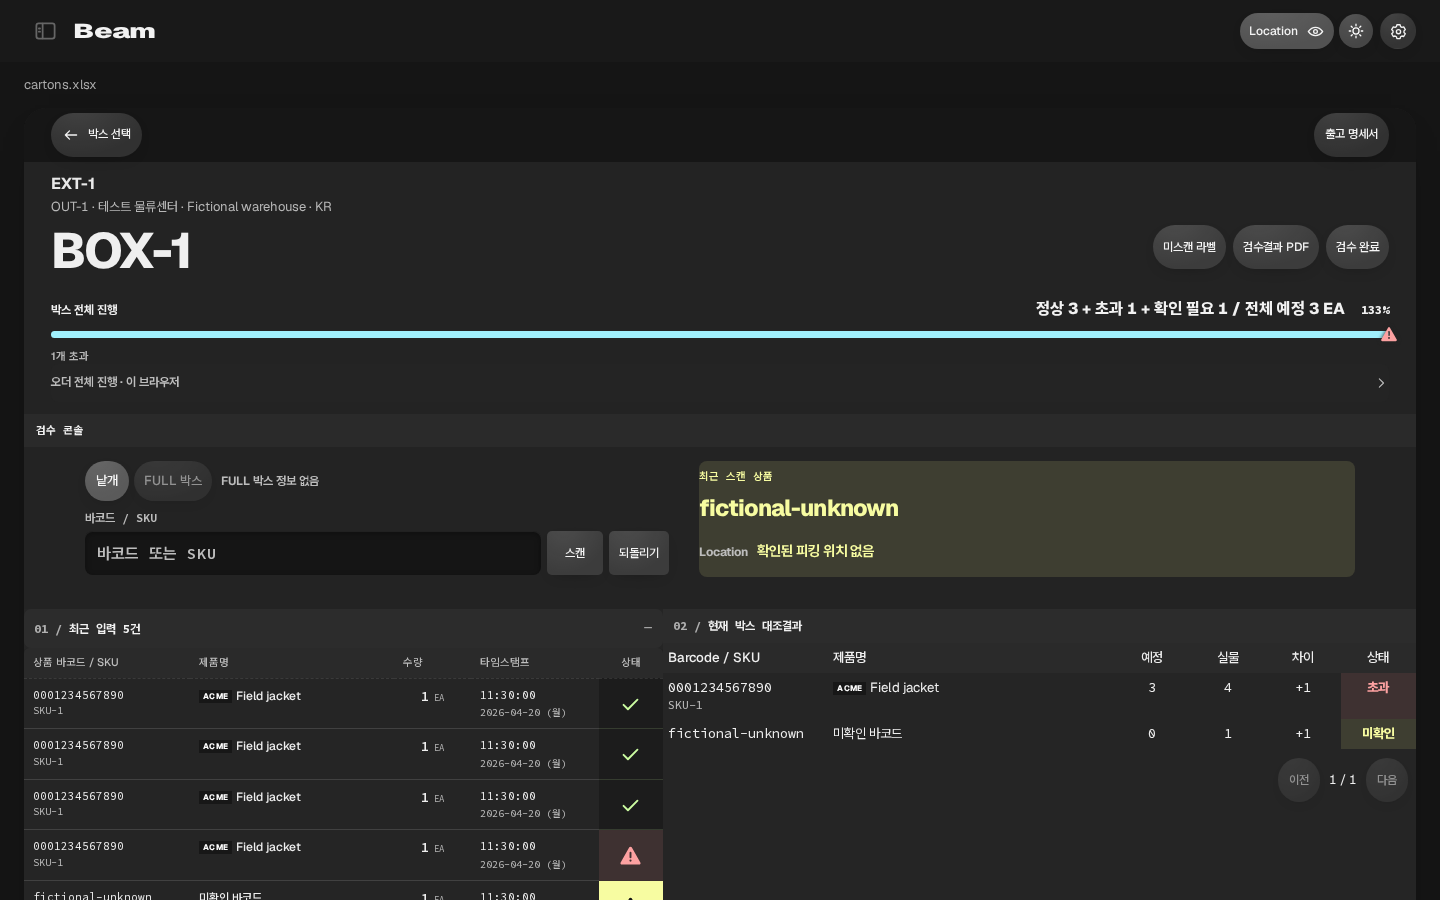 Beam
Location
cartons.xlsx
박스 선택
출고 명세서
EXT-1
OUT-1 · 테스트 물류센터 · Fictional warehouse · KR
BOX-1
미스캔 라벨
검수결과 PDF
검수 완료
박스 전체 진행
정상 3 + 초과 1 + 확인 필요 1 / 전체 예정 3 EA 133%
1개 초과
오더 전체 진행 · 이 브라우저
검수 콘솔
낱개
FULL 박스
FULL 박스 정보 없음
바코드 / SKU
바코드 또는 SKU
스캔
되돌리기
최근 스캔 상품
fictional-unknown
Location 확인된 피킹 위치 없음
01 / 최근 입력 5건
상품 바코드 / SKU 제품명 수량 타임스탬프 상태
0001234567890 ACME Field jacket 1 EA 11:30:00
SKU-1 2026-04-20 (월)
0001234567890 ACME Field jacket 1 EA 11:30:00
SKU-1 2026-04-20 (월)
0001234567890 ACME Field jacket 1 EA 11:30:00
SKU-1 2026-04-20 (월)
0001234567890 ACME Field jacket 1 EA 11:30:00
SKU-1 2026-04-20 (월)
fictional-unknown 미확인 바코드 1 EA 11:30:00
02 / 현재 박스 대조결과
Barcode / SKU 제품명 예정 실물 차이 상태
0001234567890 ACME Field jacket 3 4 +1 초과
SKU-1
fictional-unknown 미확인 바코드 0 1 +1 미확인
이전 1 / 1 다음